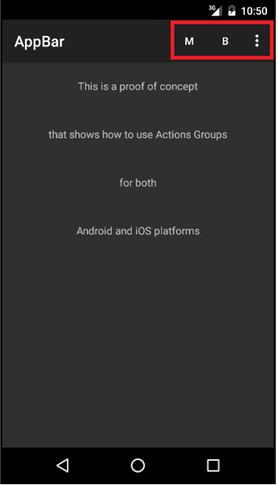 3G 10:50
AppBar M B
This is a proof of concept
that shows how to use Actions Groups
for both
Android and iOS platforms